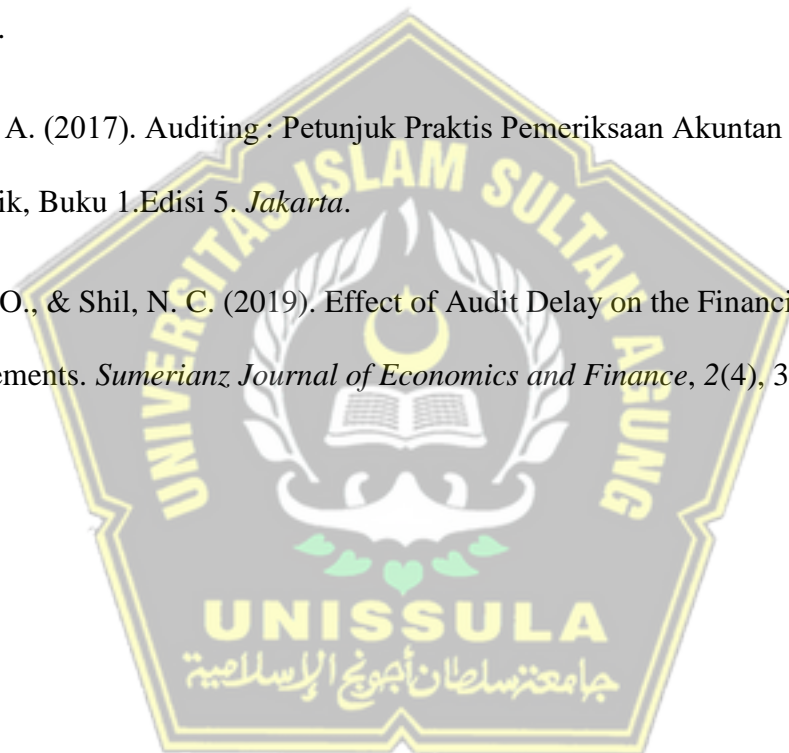 .
A. (2017). Auditing : Petunjuk Praktis Pemeriksaan Akuntan
ik, Buku 1.Edisi 5. Jakarta.
O., & Shil, N. C. (2019). Effect of Audit Delay on the Financi
ements. Sumerianz Journal of Economics and Finance, 2(4), 3
UNIVERSITAS ISLAM SULTAN AGUNG
UNISSULA
جامعة سلطان أجونج الإسلامية